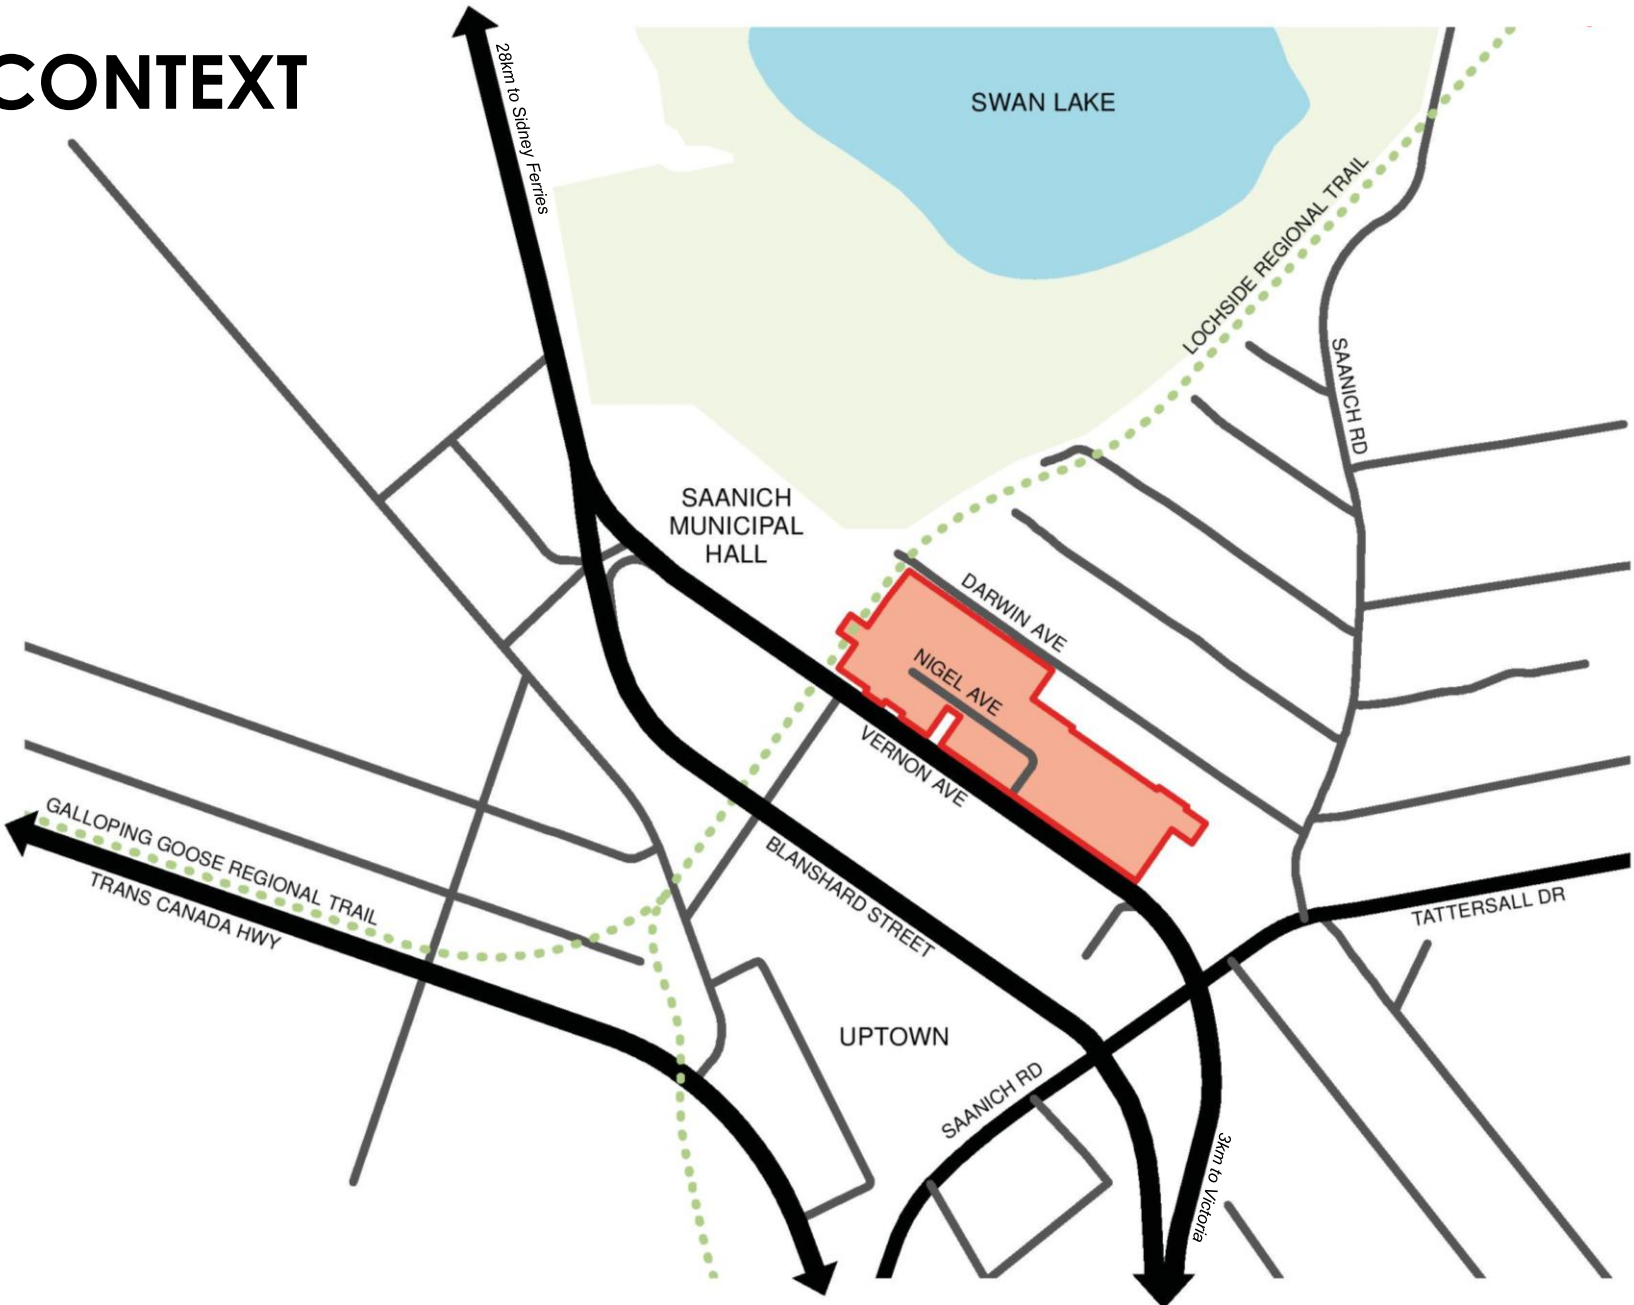 CONTEXT
28km to Sidney Ferries
SWAN LAKE
LOCHSIDE REGIONAL TRAIL
SAANICH RD
SAANICH
MUNICIPAL
HALL
DARWIN AVE
NIGEL AVE
VERNON AVE
GALLOPING GOOSE REGIONAL TRAIL
TRANS CANADA HWY
BLANSHARD STREET
TATTERSALL DR
UPTOWN
SAANICH RD
3km to Victoria